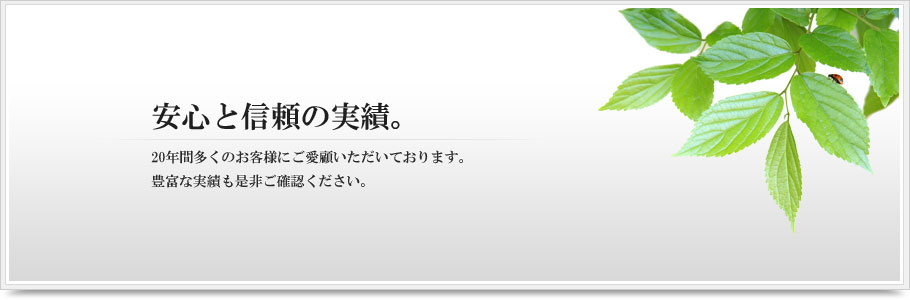 安心と信頼の実績。
20年間多くのお客様にご愛顧いただいております。
豊富な実績も是非ご確認ください。